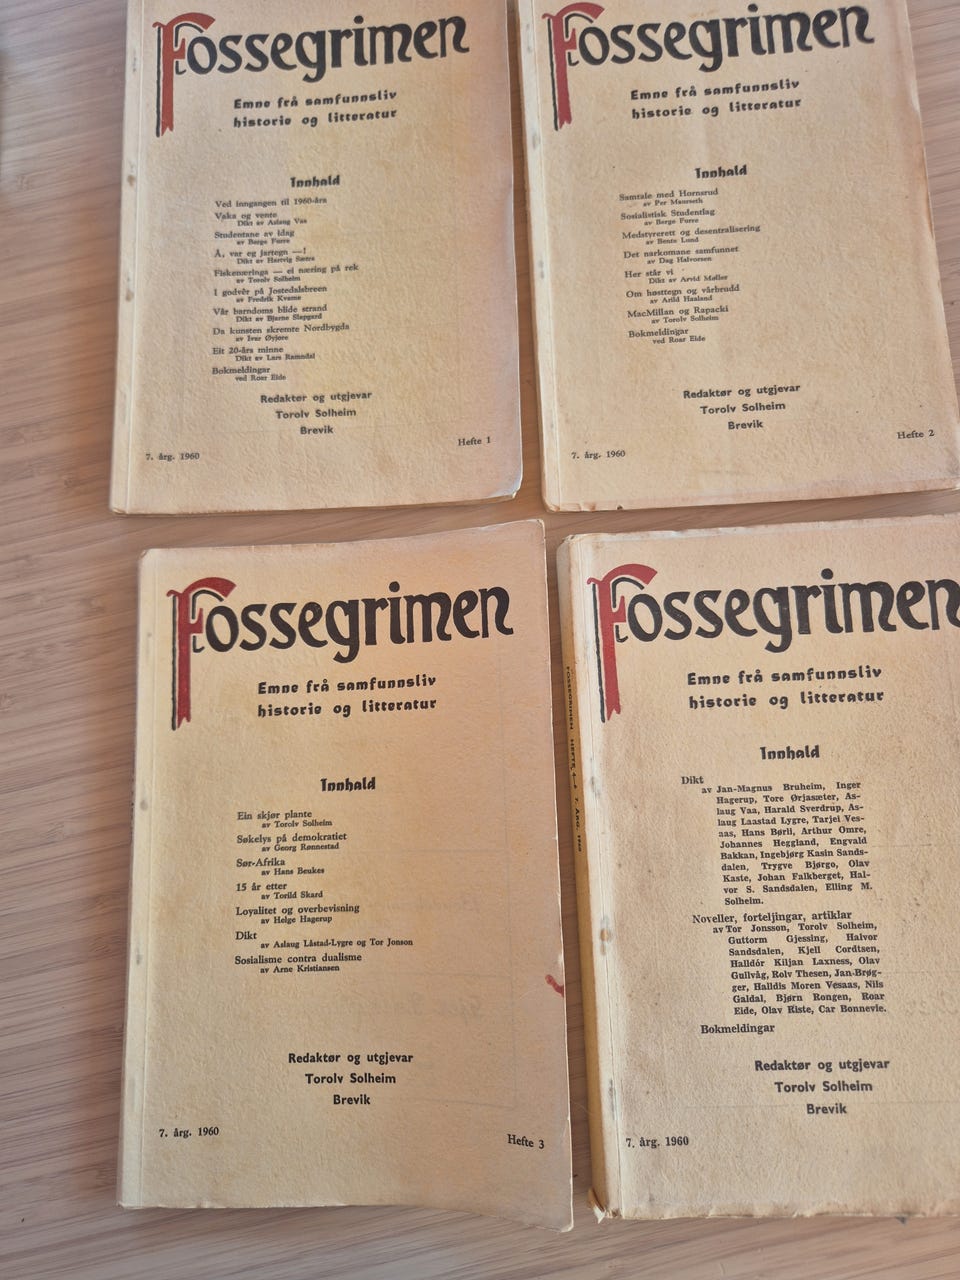 Fossegrimen
Emne frå samfunnsliv
historie og litteratur
Innhald
Ved inngangen til 1960-åra
Vaka og vente
Dikt av Aslaug Vaa
Studentane av idag
av Berge Furre
Å, var eg jartegn —!
Dikt av Hartvig Sætra
Fiskenæringa — ei næring på rek
av Torolv Solheim
I godvêr på Jostedalsbreen
av Fredrik Kvame
Vår barndoms blide strand
Dikt av Bjarne Slapgard
Da kunsten skremte Nordbygda
av Ivar Øyjore
Eit 20-års minne
Dikt av Lars Ramndal
Bokmeldingar
ved Roar Eide
Redaktør og utgjevar
Torolv Solheim
Brevik
Hefte 1
7. årg. 1960
Fossegrimen
Emne frå samfunnsliv
historie og litteratur
Innhald
Samtale med Hornsrud
av Per Maurseth
Sosialistisk Studentlag
av Berge Furre
Medstyrerett og desentralisering
av Bente Lund
Det narkomane samfunnet
av Dag Halvorsen
Her står vi
Dikt av Arvid Møller
Om høsttegn og vårbrudd
av Arild Haaland
MacMillan og Rapacki
av Torolv Solheim
Bokmeldingar
ved Roar Eide
Redaktør og utgjevar
Torolv Solheim
Brevik
Hefte 2
7. årg. 1960
Fossegrimen
Emne frå samfunnsliv
historie og litteratur
Innhald
Ein skjør plante
av Torolv Solheim
Søkelys på demokratiet
av Georg Rønnestad
Sør-Afrika
av Hans Beukes
15 år etter
av Torild Skard
Loyalitet og overbevisning
av Helge Hagerup
Dikt
av Aslaug Låstad-Lygre og Tor Jonson
Sosialisme contra dualisme
av Arne Kristiansen
Redaktør og utgjevar
Torolv Solheim
Brevik
7. årg. 1960
Hefte 3
FOSSEGRIMEN HEFTE 7. ÅRG. 1960
Fossegrimen
Emne frå samfunnsliv
historie og litteratur
Innhald
Dikt
av Jan-Magnus Bruheim, Inger
Hagerup, Tore Ørjasæter, As-
laug Vaa, Harald Sverdrup, As-
laug Laastad Lygre, Tarjei Ves-
aas, Hans Børli, Arthur Omre,
Johannes Heggland, Engvald
Bakkan, Ingebjørg Kasin Sands-
dalen, Trygve Bjørgo, Olav
Kaste, Johan Falkberget, Hal-
vor S. Sandsdalen, Elling M.
Solheim.
Noveller, forteljingar, artiklar
av Tor Jonsson, Torolv Solheim,
Guttorm Gjessing, Halvor
Sandsdalen, Kjell Cordtsen,
Halldór Kiljan Laxness, Olav
Gullvåg, Rolv Thesen, Jan-Brøg-
ger, Halldis Moren Vesaas, Nils
Galdal, Bjørn Rongen, Roar
Eide, Olav Riste, Car Bonnevie.
Bokmeldingar
Redaktør og utgjevar
Torolv Solheim
Brevik
7. årg. 1960